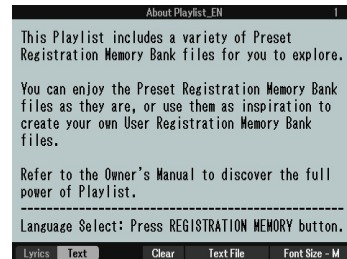 About Playlist_EN 1
This Playlist includes a variety of Preset
Registration Memory Bank files for you to explore.
You can enjoy the Preset Registration Memory Bank
files as they are, or use them as inspiration to
create your own User Registration Memory Bank
files.
Refer to the Owner's Manual to discover the full
power of Playlist.
--------------------------------------------------
Language Select: Press REGISTRATION MEMORY button.
Lyrics Text Clear Text File Font Size - M